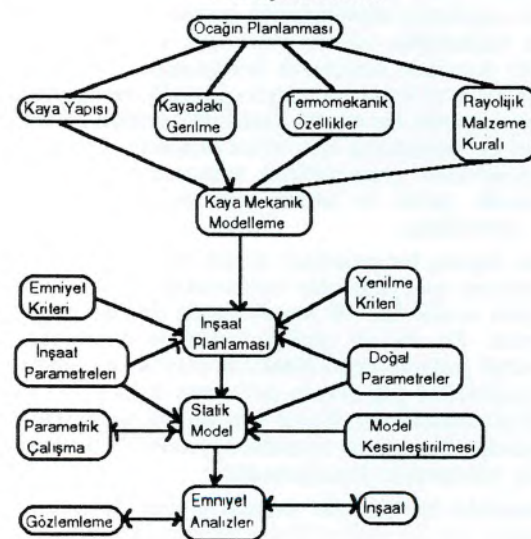 Ocağın Planlanması
Kaya Yapısı
Kayadakı
Gerilme
Termomekanik
Özellikler
Rayolijik
Malzeme
Kuralı
Kaya Mekanik
Modelleme
Emniyet
Kriteri
Yenilme
Kriteri
İnşaat
Planlaması
İnşaat
Parametreleri
Doğal
Parametreler
Statik
Model
Parametrik
Çalışma
Model
Kesınleştirilmesi
Emniyet
Analizleri
Gözlemleme
İnşaat